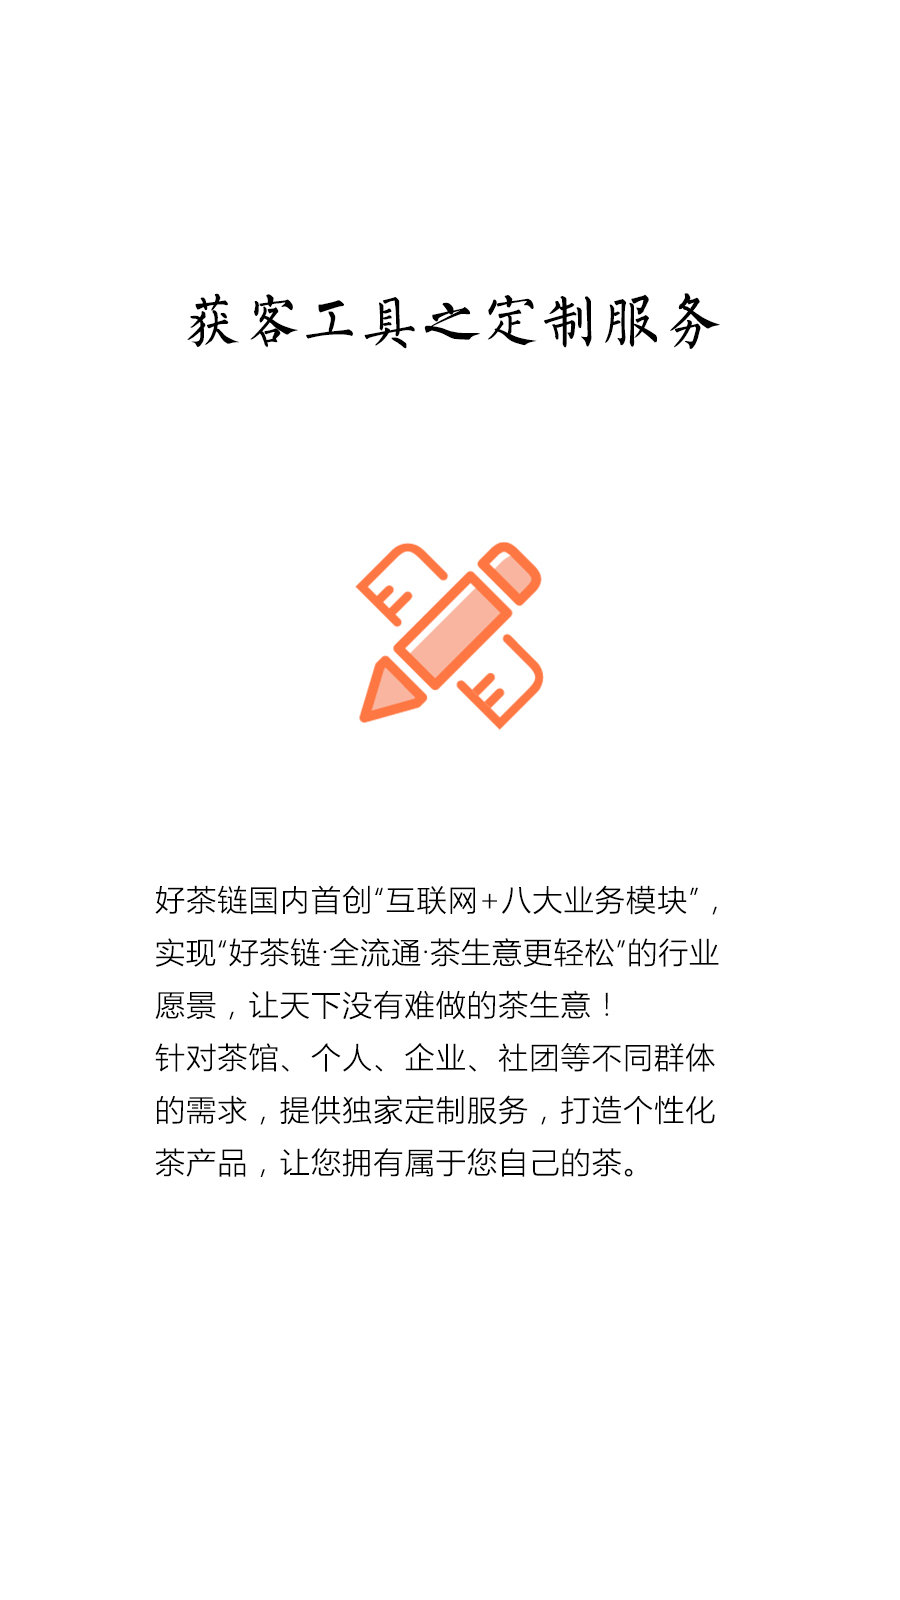 获客工具之定制服务
好茶链国内首创“互联网+八大业务模块”，
实现“好茶链·全流通·茶生意更轻松”的行业
愿景，让天下没有难做的茶生意！
针对茶馆、个人、企业、社团等不同群体
的需求，提供独家定制服务，打造个性化
茶产品，让您拥有属于您自己的茶。